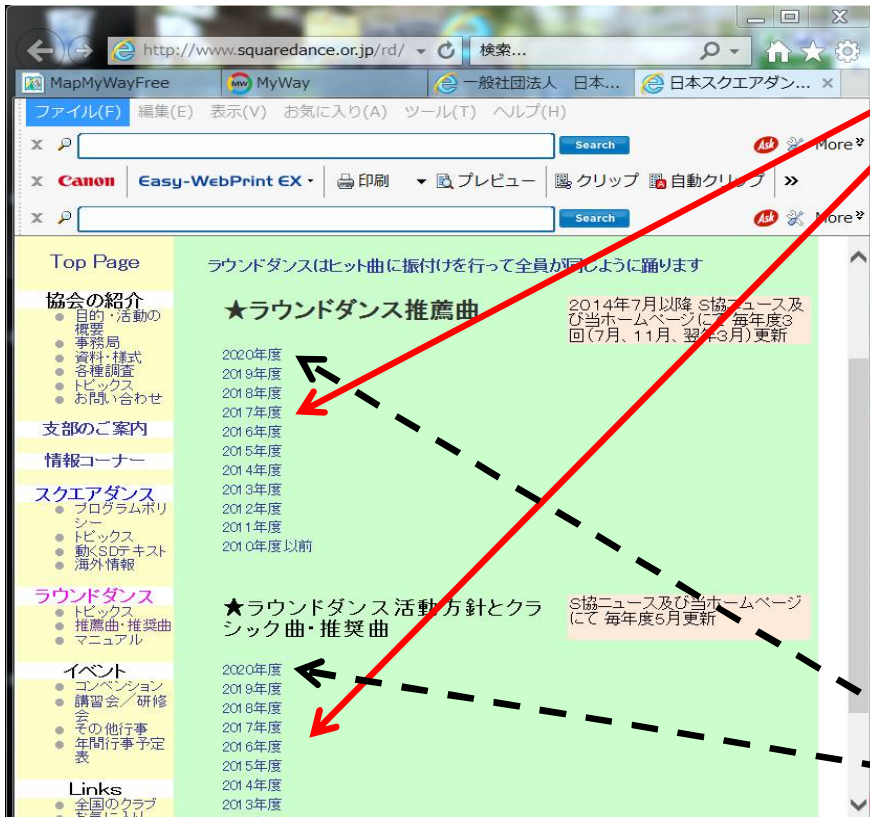 http://www.squaredance.or.jp/rd/
検索...
MapMyWayFree
MyWay
一般社団法人 日本...
日本スクエアダン... ×
ファイル(F) 編集(E) 表示(V) お気に入り(A) ツール(T) ヘルプ(H)
x Search Ask More
x Canon Easy-WebPrint EX 印刷 プレビュー クリップ 自動クリップ
x Search Ask More
Top Page
協会の紹介
目的・活動の
概要
事務局
資料・様式
各種調査
トピックス
お問い合わせ
支部のご案内
情報コーナー
スクエアダンス
プログラムポリ
シー
トピックス
動くSDテキスト
海外情報
ラウンドダンス
トピックス
推薦曲・推奨曲
マニュアル
イベント
コンベンション
講習会/研修
会
その他行事
年間行事予定
表
Links
全国のクラブ
お気に入り
ラウンドダンスはヒット曲に振付けを行って全員が同じように踊ります
★ラウンドダンス推薦曲
2014年7月以降 S協ニュース及
び当ホームページにて 毎年度3
回(7月、11月、翌年3月)更新
2020年度
2019年度
2018年度
2017年度
2016年度
2015年度
2014年度
2013年度
2012年度
2011年度
2010年度以前
★ラウンドダンス活動方針とクラ
シック曲・推奨曲
S協ニュース及び当ホームページ
にて 毎年度6月更新
2020年度
2019年度
2018年度
2017年度
2016年度
2015年度
2014年度
2013年度